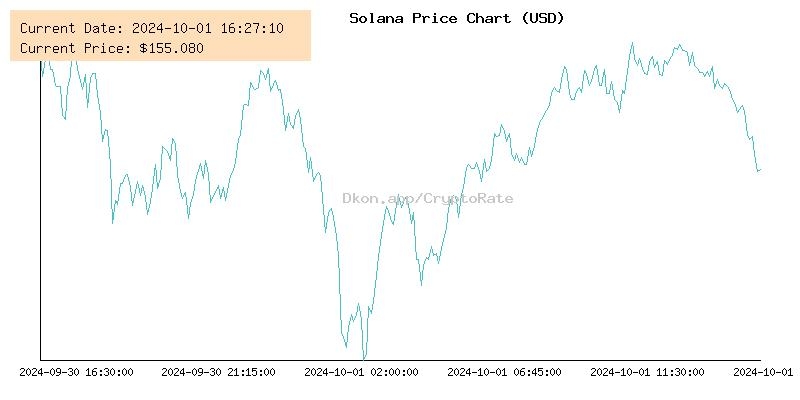 Solana Price Chart (USD)
Current Date: 2024-10-01 16:27:10
Current Price: $155.080
Dkon.app/CryptoRate
2024-09-30 16:30:00 2024-09-30 21:15:00 2024-10-01 02:00:00 2024-10-01 06:45:00 2024-10-01 11:30:00 2024-10-01